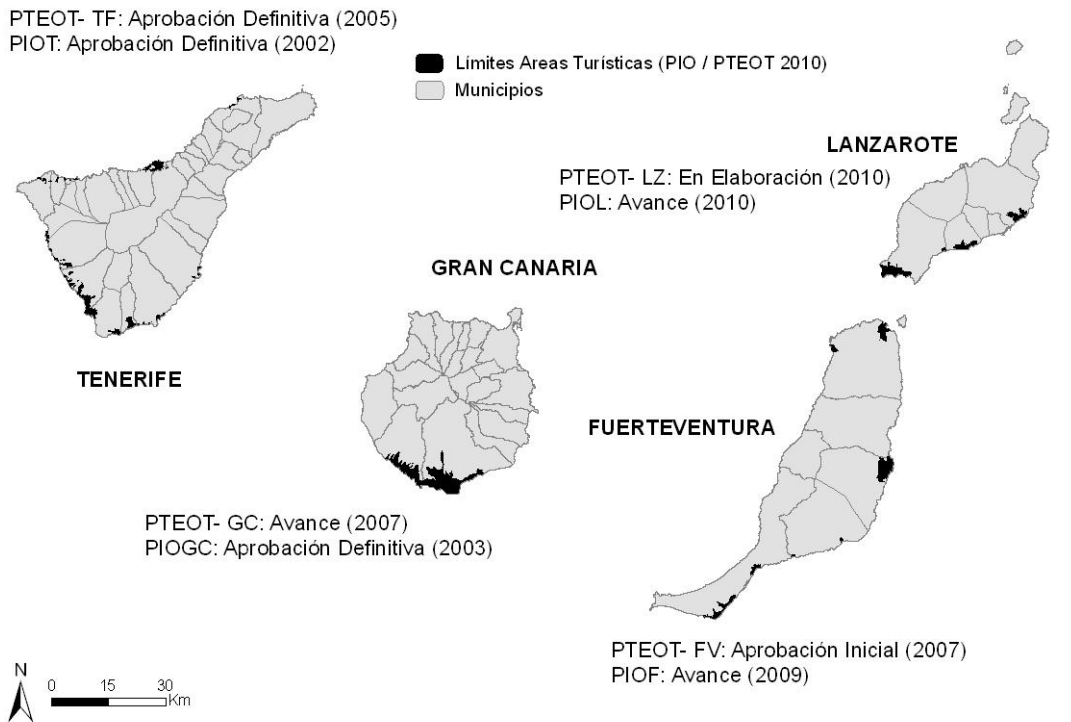 PTEOT- TF: Aprobación Definitiva (2005)
PIOT: Aprobación Definitiva (2002)
Límites Areas Turísticas (PIO / PTEOT 2010)
Municipios
LANZAROTE
PTEOT- LZ: En Elaboración (2010)
PIOL: Avance (2010)
GRAN CANARIA
TENERIFE
FUERTEVENTURA
PTEOT- GC: Avance (2007)
PIOGC: Aprobación Definitiva (2003)
PTEOT- FV: Aprobación Inicial (2007)
PIOF: Avance (2009)
N
0 15 30
Km